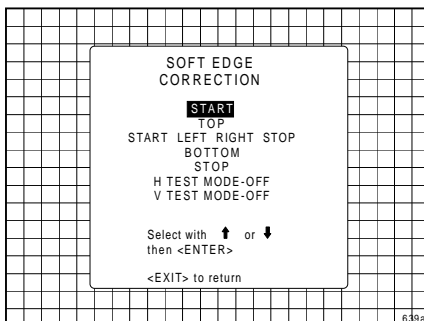 SOFT EDGE
CORRECTION
START
TOP
START LEFT RIGHT STOP
BOTTOM
STOP
H TEST MODE-OFF
V TEST MODE-OFF
Select with ⬆ or ⬇
then <ENTER>
<EXIT> to return
639a